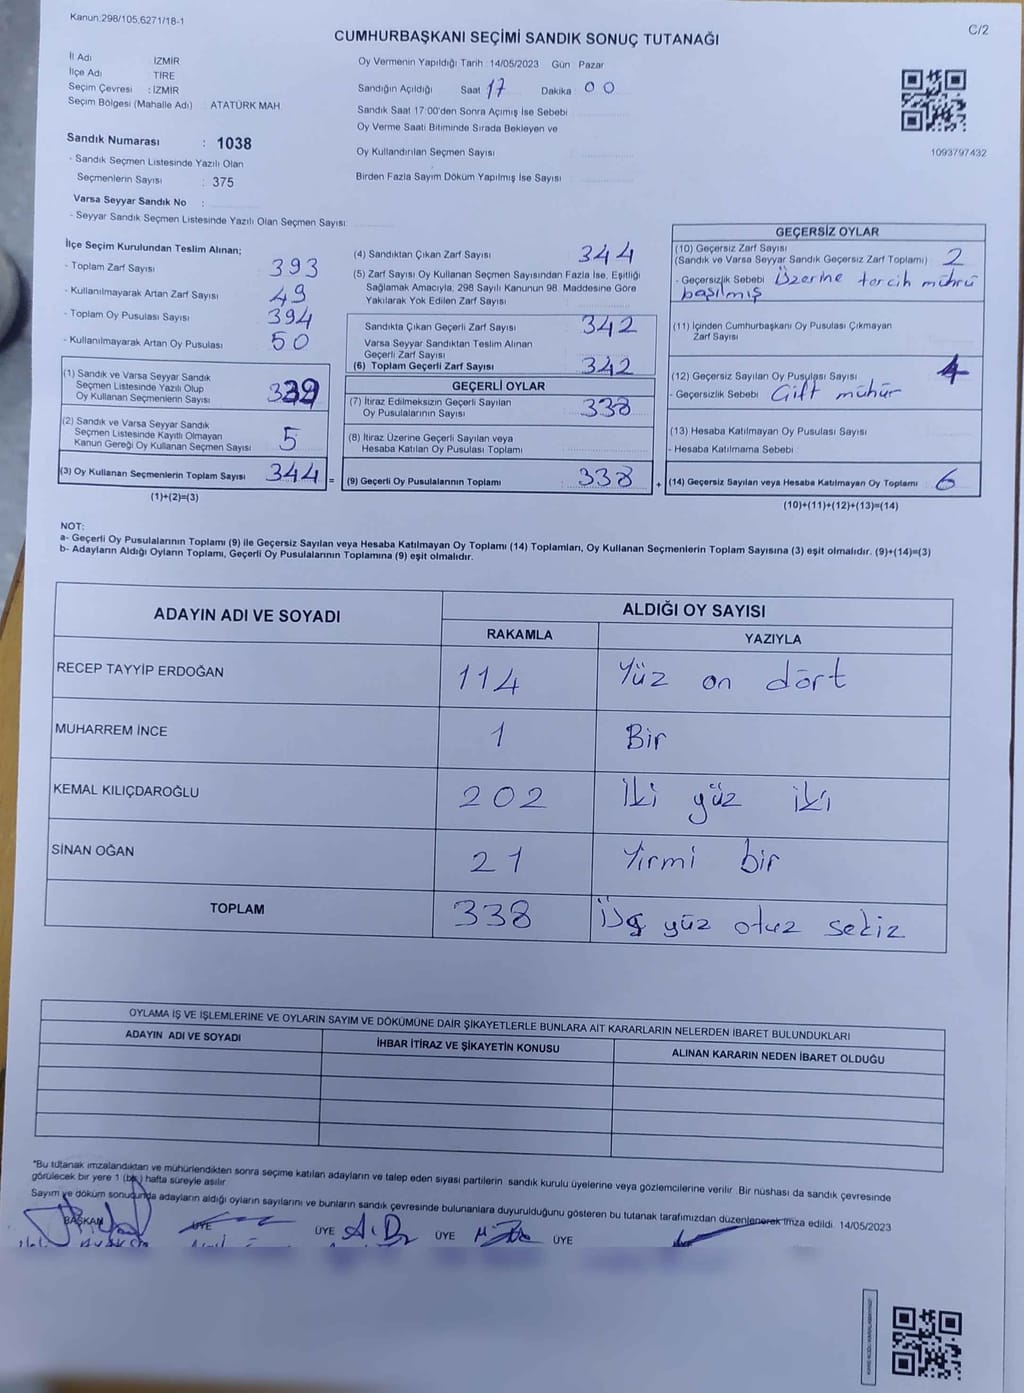 Kanun,298/105,6271/18-1
C/2
CUMHURBAŞKANI SEÇİMİ SANDIK SONUÇ TUTANAĞI
İl Adı İZMİR
İlçe Adı TİRE
Seçim Çevresi : İZMİR
Seçim Bölgesi (Mahalle Adı) : ATATÜRK MAH
Sandık Numarası : 1038
- Sandık Seçmen Listesinde Yazılı Olan
Seçmenlerin Sayısı : 375
Varsa Seyyar Sandık No :
- Seyyar Sandık Seçmen Listesinde Yazılı Olan Seçmen Sayısı:
Oy Vermenin Yapıldığı Tarih 14/05/2023 Gün Pazar
Sandığın Açıldığı Saat 17 Dakika 00
Sandık Saat 17:00'den Sonra Açımış İse Sebebi
Oy Verme Saati Bitiminde Sırada Bekleyen ve
Oy Kullandırılan Seçmen Sayısı
Birden Fazla Sayım Döküm Yapılmış İse Sayısı
1093797432
İlçe Seçim Kurulundan Teslim Alınan;
- Toplam Zarf Sayısı 393
- Kullanılmayarak Artan Zarf Sayısı 49
- Toplam Oy Pusulası Sayısı 394
- Kullanılmayarak Artan Oy Pusulası 50
(1) Sandık ve Varsa Seyyar Sandık
Seçmen Listesinde Yazılı Olup
Oy Kullanan Seçmenlerin Sayısı 339
(2) Sandık ve Varsa Seyyar Sandık
Seçmen Listesinde Kayıtlı Olmayan
Kanun Gereği Oy Kullanan Seçmen Sayısı 5
(3) Oy Kullanan Seçmenlerin Toplam Sayısı 344 =
(1)+(2)=(3)
(4) Sandıktan Çıkan Zarf Sayısı 344
(5) Zarf Sayısı Oy Kullanan Seçmen Sayısından Fazla İse, Eşitliği
Sağlamak Amacıyla, 298 Sayılı Kanunun 98. Maddesine Göre
Yakılarak Yok Edilen Zarf Sayısı
Sandıkta Çıkan Geçerli Zarf Sayısı 342
Varsa Seyyar Sandıktan Teslim Alınan
Geçerli Zarf Sayısı
(6) Toplam Geçerli Zarf Sayısı 342
GEÇERLİ OYLAR
(7) İtiraz Edilmeksizin Geçerli Sayılan
Oy Pusulalarının Sayısı 338
(8) İtiraz Üzerine Geçerli Sayılan veya
Hesaba Katılan Oy Pusulası Toplamı
(9) Geçerli Oy Pusulalarının Toplamı 338 +
GEÇERSİZ OYLAR
(10) Geçersiz Zarf Sayısı
(Sandık ve Varsa Seyyar Sandık Geçersiz Zarf Toplamı) 2
- Geçersizlik Sebebi Üzerine tercih mührü
basılmış
(11) İçinden Cumhurbaşkanı Oy Pusulası Çıkmayan
Zarf Sayısı
(12) Geçersiz Sayılan Oy Pusulası Sayısı 4
- Geçersizlik Sebebi Çift mühür
(13) Hesaba Katılmayan Oy Pusulası Sayısı
- Hesaba Katılmama Sebebi
(14) Geçersiz Sayılan veya Hesaba Katılmayan Oy Toplamı 6
(10)+(11)+(12)+(13)=(14)
NOT:
a- Geçerli Oy Pusulalarının Toplamı (9) ile Geçersiz Sayılan veya Hesaba Katılmayan Oy Toplamı (14) Toplamları, Oy Kullanan Seçmenlerin Toplam Sayısına (3) eşit olmalıdır. (9)+(14)=(3)
b- Adayların Aldığı Oyların Toplamı, Geçerli Oy Pusulalarının Toplamına (9) eşit olmalıdır.
ADAYIN ADI VE SOYADI ALDIĞI OY SAYISI
RAKAMLA YAZIYLA
RECEP TAYYİP ERDOĞAN 114 Yüz on dört
MUHARREM İNCE 1 Bir
KEMAL KILIÇDAROĞLU 202 İki yüz iki
SİNAN OĞAN 21 Yirmi bir
TOPLAM 338 Üç yüz otuz sekiz
OYLAMA İŞ VE İŞLEMLERİNE VE OYLARIN SAYIM VE DÖKÜMÜNE DAİR ŞİKAYETLERLE BUNLARA AİT KARARLARIN NELERDEN İBARET BULUNDUKLARI
ADAYIN ADI VE SOYADI İHBAR İTİRAZ VE ŞİKAYETİN KONUSU ALINAN KARARIN NEDEN İBARET OLDUĞU
*Bu tutanak imzalandıktan ve mühürlendikten sonra seçime katılan adayların ve talep eden siyasi partilerin sandık kurulu üyelerine veya gözlemcilerine verilir. Bir nüshası da sandık çevresinde
görülecek bir yere 1 (bir) hafta süreyle asılır.
Sayım ve döküm sonucunda adayların aldığı oyların sayılarını ve bunların sandık çevresinde bulunanlara duyurulduğunu gösteren bu tutanak tarafımızdan düzenlenerek imza edildi. 14/05/2023
BAŞKAN ÜYE ÜYE ÜYE ÜYE